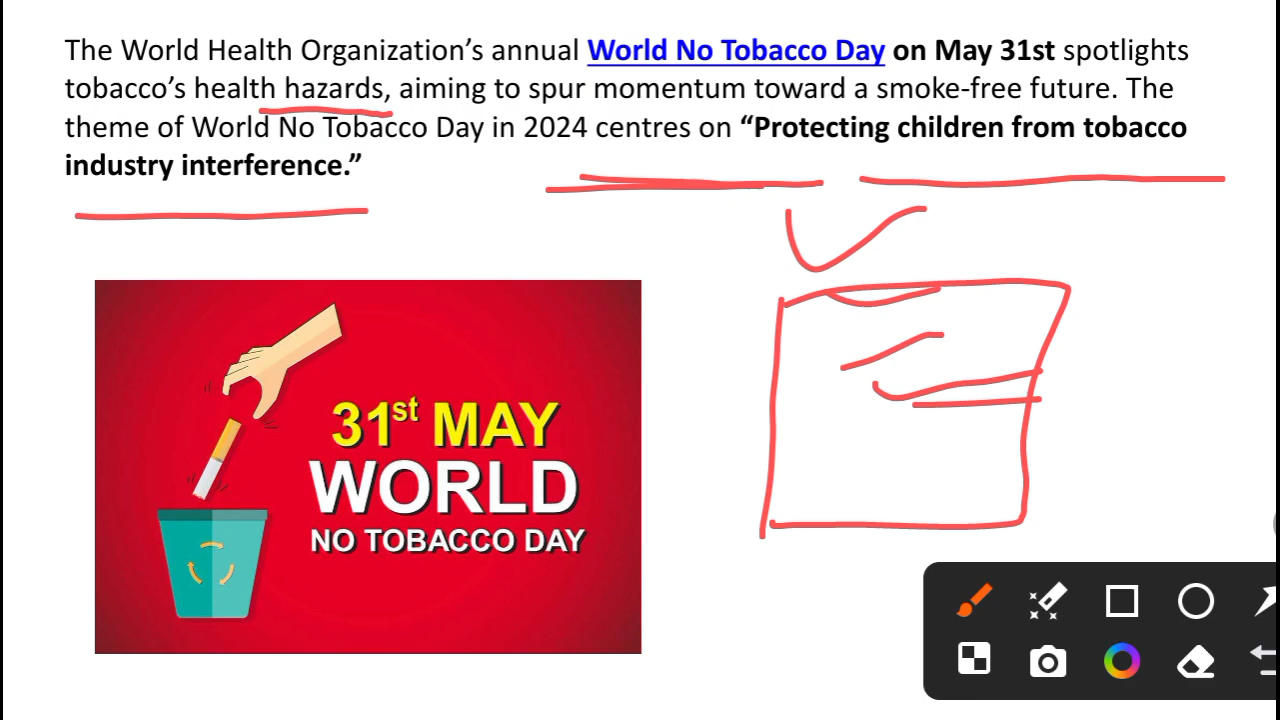 The World Health Organization’s annual World No Tobacco Day on May 31st spotlights
tobacco’s health hazards, aiming to spur momentum toward a smoke-free future. The
theme of World No Tobacco Day in 2024 centres on “Protecting children from tobacco
industry interference.”
31st MAY
WORLD
NO TOBACCO DAY